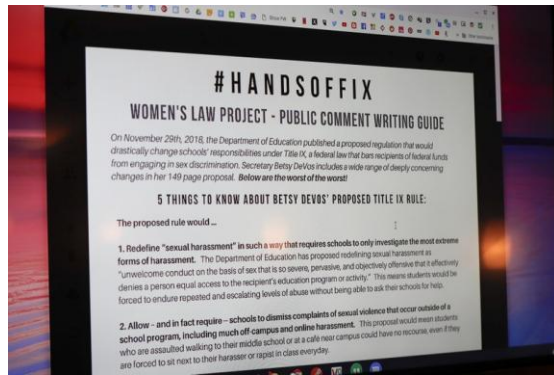 #HANDSOFFIX
WOMEN'S LAW PROJECT - PUBLIC COMMENT WRITING GUIDE
On November 29th, 2018, the Department of Education published a proposed regulation that would
drastically change schools' responsibilities under Title IX, a federal law that bars recipients of federal funds
from engaging in sex discrimination. Secretary Betsy DeVos includes a wide range of deeply concerning
changes in her 149 page proposal. Below are the worst of the worst!
5 THINGS TO KNOW ABOUT BETSY DEVOS' PROPOSED TITLE IX RULE:
The proposed rule would ...
1. Redefine "sexual harassment" in such a way that requires schools to only investigate the most extreme
forms of harassment. The Department of Education has proposed redefining sexual harassment as
"unwelcome conduct on the basis of sex that is so severe, pervasive, and objectively offensive that it effectively
denies a person equal access to the recipient's education program or activity." This means students would be
forced to endure repeated and escalating levels of abuse without being able to ask their schools for help.
2. Allow – and in fact require – schools to dismiss complaints of sexual violence that occur outside of a
school program, including much off-campus and online harassment. This proposal would mean students
who are assaulted walking to their middle school or at a cafe near campus could have no recourse, even if they
are forced to sit next to their harasser or rapist in class everyday.